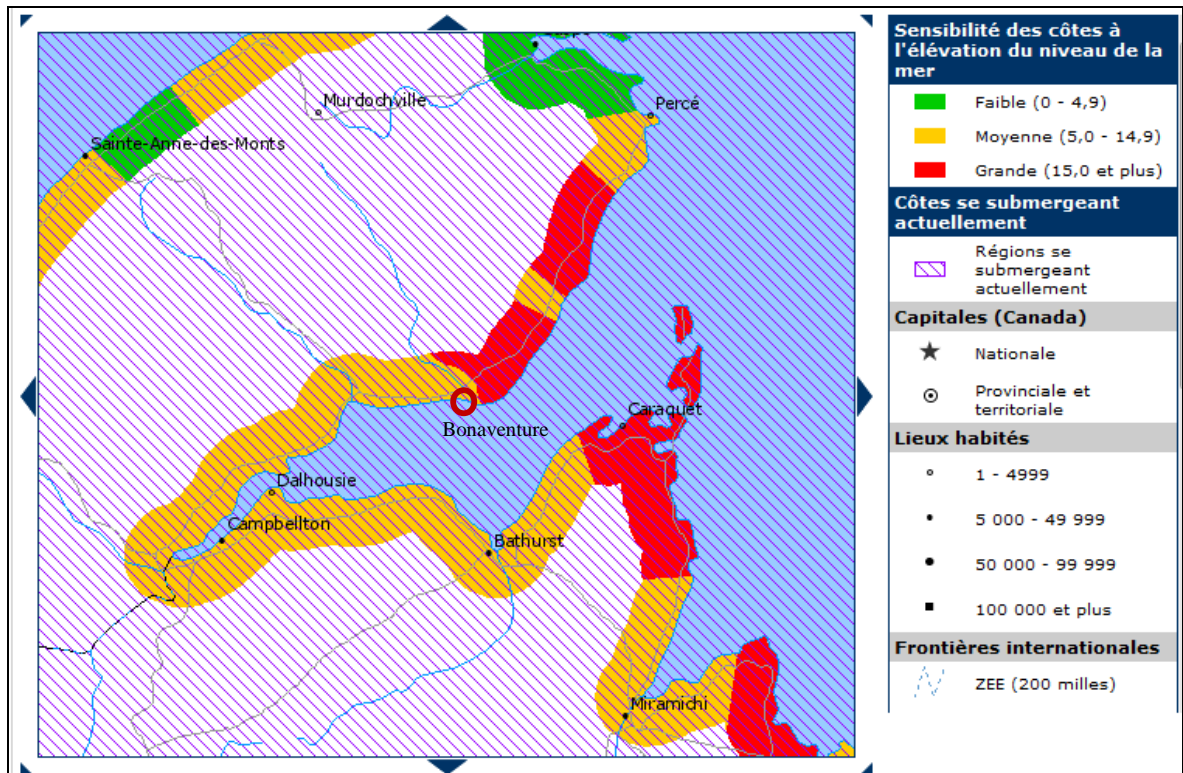 Murdochville
Percé
Sainte-Anne-des-Monts
Caraquet
Bonaventure
Dalhousie
Campbellton
Bathurst
Miramichi
Sensibilité des côtes à
l'élévation du niveau de la
mer
Faible (0 - 4,9)
Moyenne (5,0 - 14,9)
Grande (15,0 et plus)
Côtes se submergeant
actuellement
Régions se
submergeant
actuellement
Capitales (Canada)
Nationale
Provinciale et
territoriale
Lieux habités
1 - 4999
5 000 - 49 999
50 000 - 99 999
100 000 et plus
Frontières internationales
ZEE (200 milles)